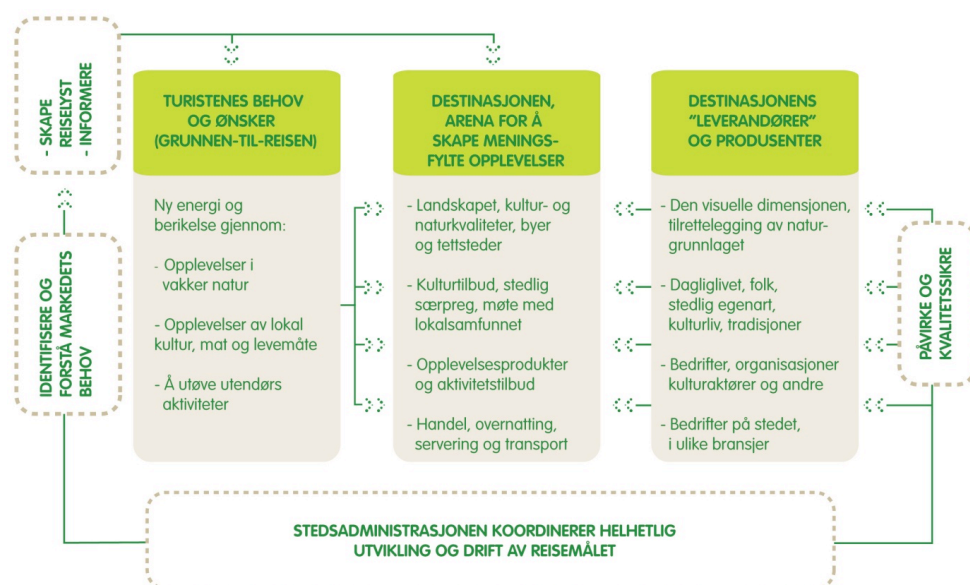 - SKAPE
REISELYST
- INFORMERE
IDENTIFISERE OG
FORSTÅ MARKEDETS
BEHOV
TURISTENES BEHOV
OG ØNSKER
(GRUNNEN-TIL-REISEN)
Ny energi og
berikelse gjennom:
- Opplevelser i
vakker natur
- Opplevelser av lokal
kultur, mat og levemåte
- Å utøve utendørs
aktiviteter
DESTINASJONEN,
ARENA FOR Å
SKAPE MENINGS-
FYLTE OPPLEVELSER
- Landskapet, kultur- og
naturkvaliteter, byer
og tettsteder
- Kulturtilbud, stedlig
særpreg, møte med
lokalsamfunnet
- Opplevelsesprodukter
og aktivitetstilbud
- Handel, overnatting,
servering og transport
DESTINASJONENS
"LEVERANDØRER"
OG PRODUSENTER
- Den visuelle dimensjonen,
tilrettelegging av natur-
grunnlaget
- Dagliglivet, folk,
stedlig egenart,
kulturliv, tradisjoner
- Bedrifter, organisasjoner
kulturaktører og andre
- Bedrifter på stedet,
i ulike bransjer
PÅVIRKE OG
KVALITETSSIKRE
STEDSADMINISTRASJONEN KOORDINERER HELHETLIG
UTVIKLING OG DRIFT AV REISEMÅLET